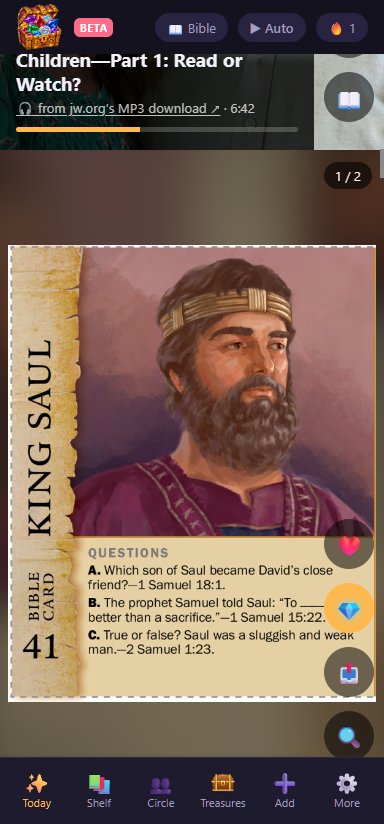 BETA
Bible
Auto
1
Children—Part 1: Read or
Watch?
from jw.org's MP3 download ↗ · 6:42
1 / 2
KING SAUL
BIBLE
CARD
41
QUESTIONS
A. Which son of Saul became David's close
friend?—1 Samuel 18:1.
B. The prophet Samuel told Saul: “To ____
better than a sacrifice.”—1 Samuel 15:22.
C. True or false? Saul was a sluggish and weak
man.—2 Samuel 1:23.
Today
Shelf
Circle
Treasures
Add
More